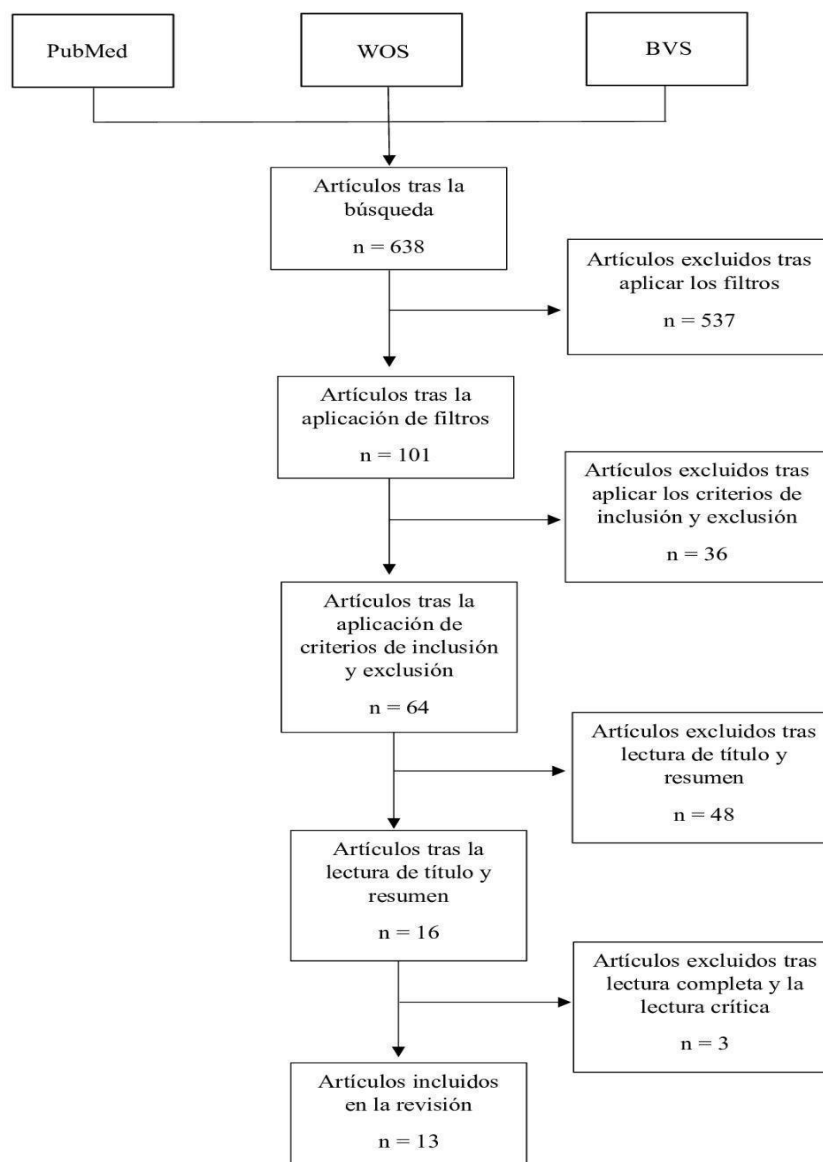 PubMed
WOS
BVS
Artículos tras la
búsqueda
n = 638
Artículos excluidos tras
aplicar los filtros
n = 537
Artículos tras la
aplicación de filtros
n = 101
Artículos excluidos tras
aplicar los criterios de
inclusión y exclusión
n = 36
Artículos tras la
aplicación de
criterios de inclusión
y exclusión
n = 64
Artículos excluidos tras
lectura de título y
resumen
n = 48
Artículos tras la
lectura de título y
resumen
n = 16
Artículos excluidos tras
lectura completa y la
lectura crítica
n = 3
Artículos incluidos
en la revisión
n = 13